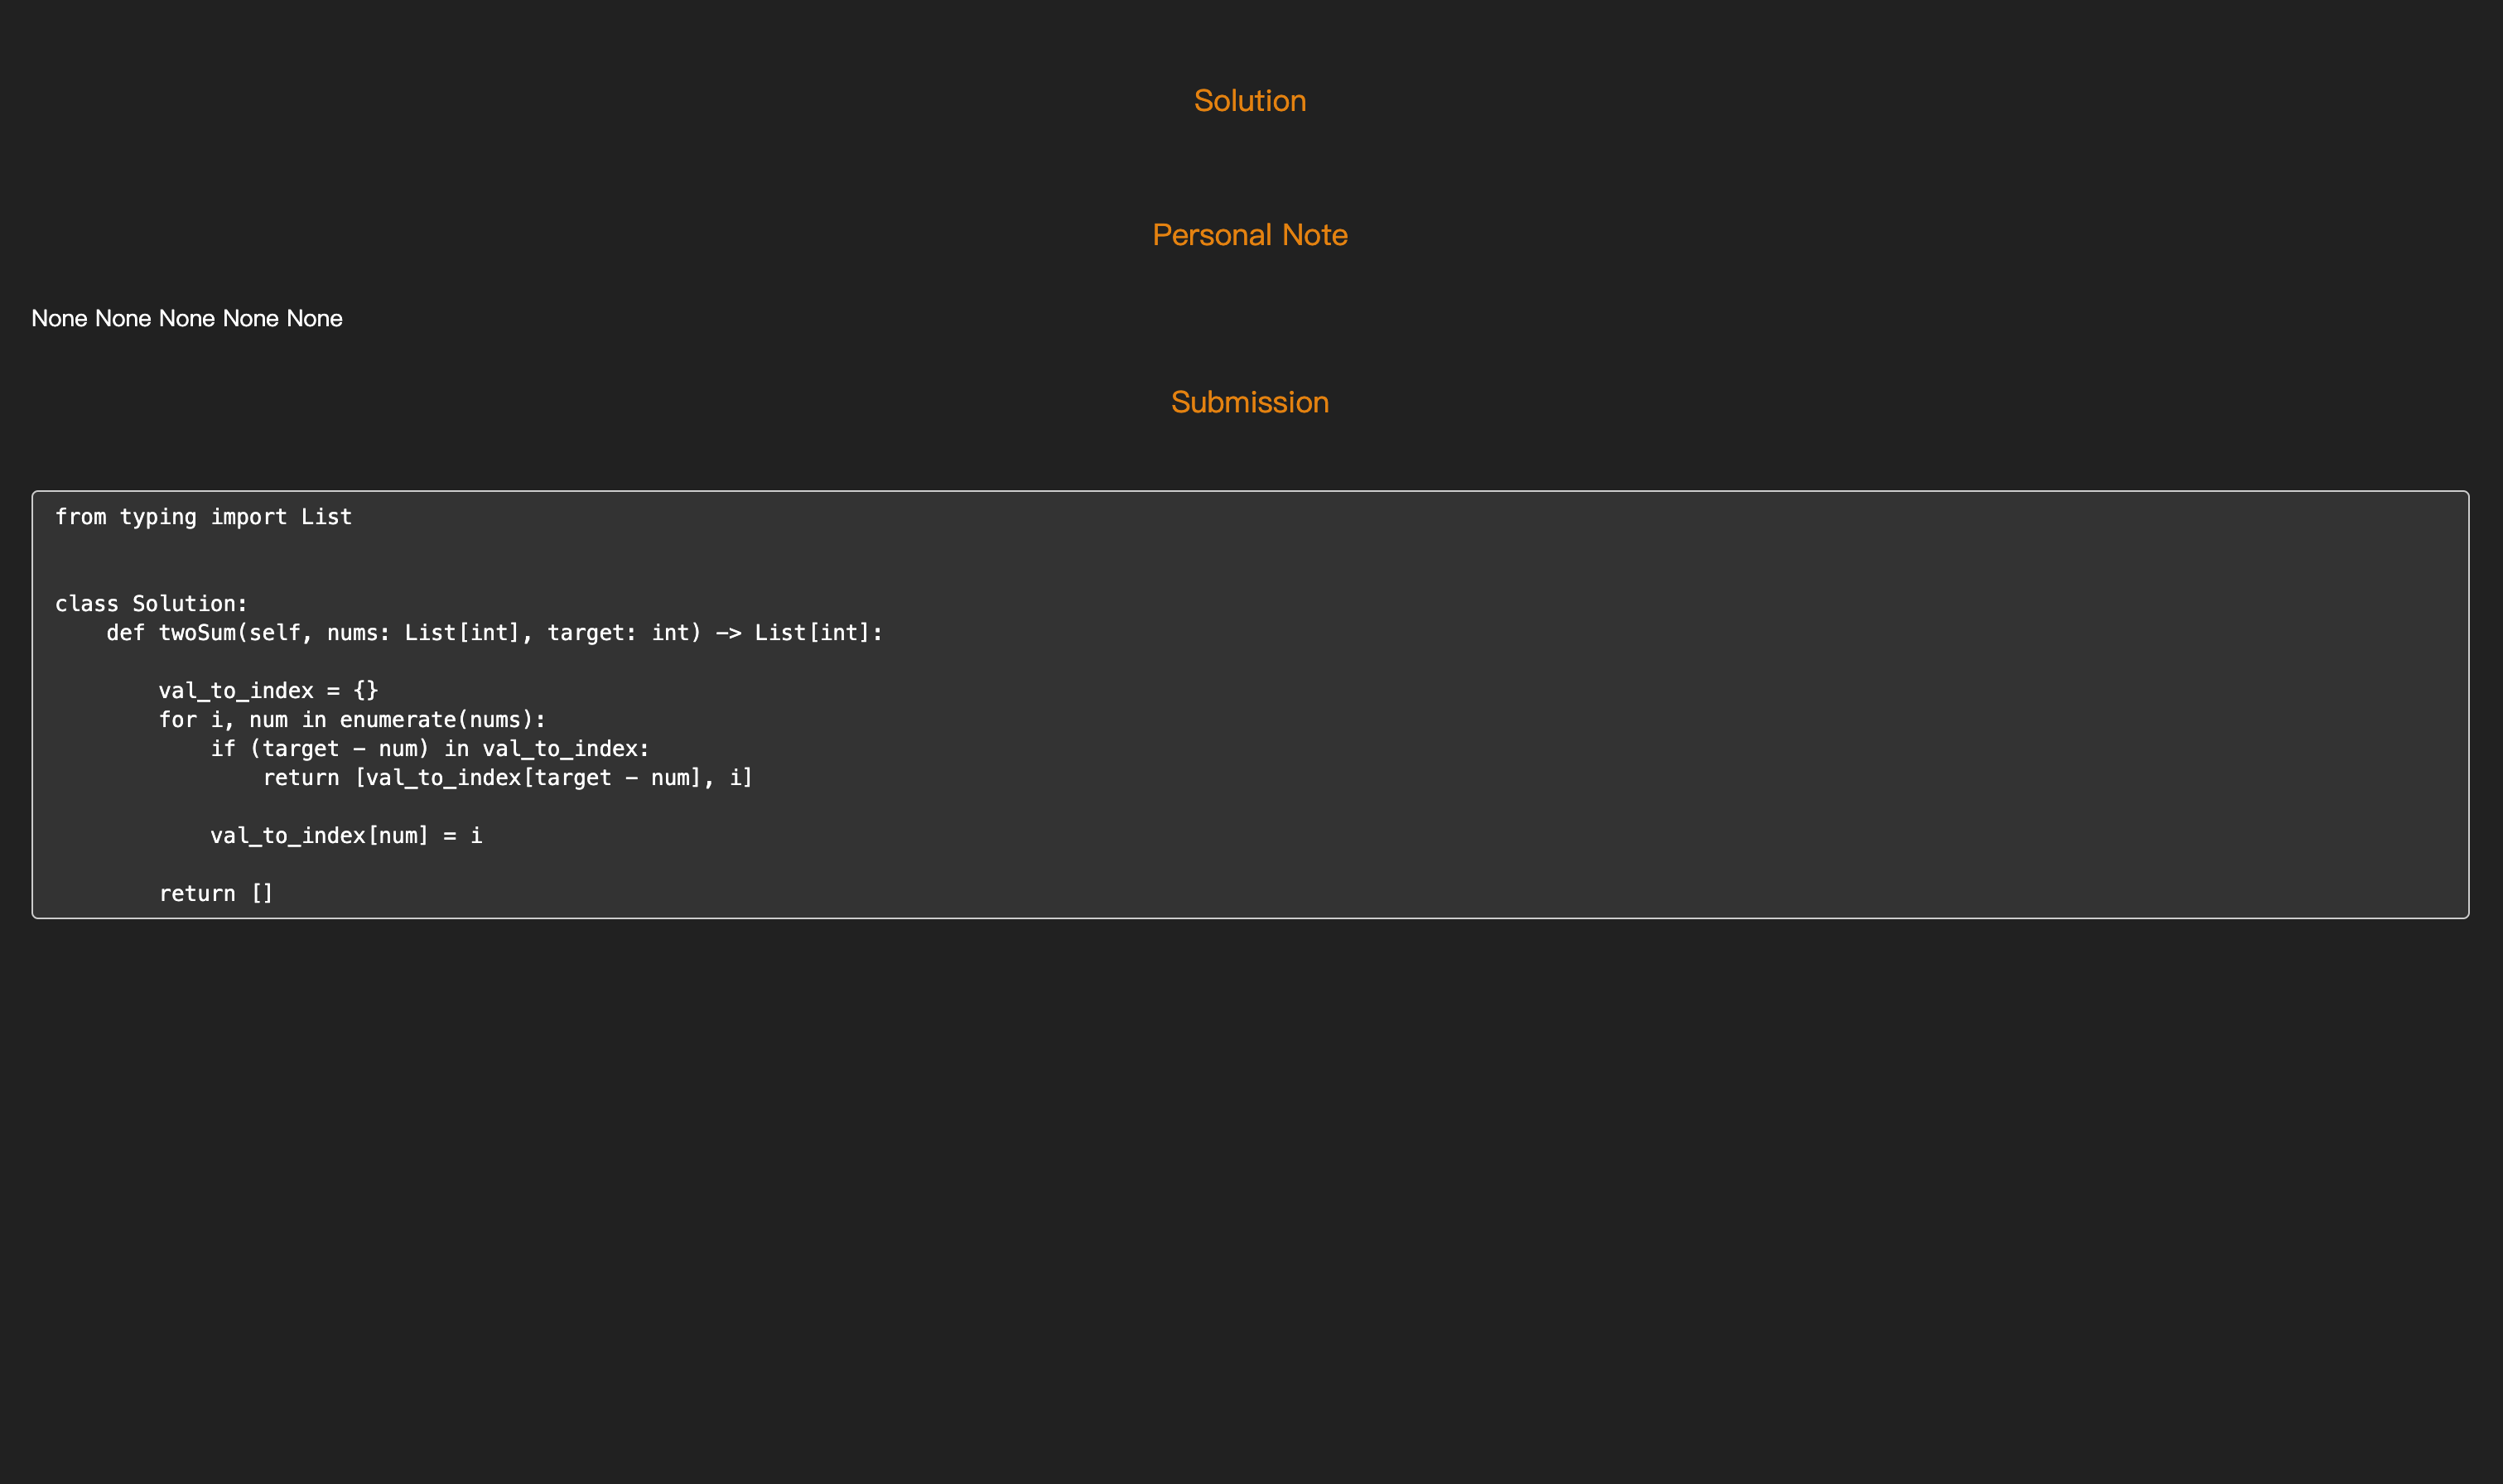 Solution
Personal Note
None None None None None
Submission
from typing import List


class Solution:
    def twoSum(self, nums: List[int], target: int) -> List[int]:

        val_to_index = {}
        for i, num in enumerate(nums):
            if (target - num) in val_to_index:
                return [val_to_index[target - num], i]

            val_to_index[num] = i

        return []